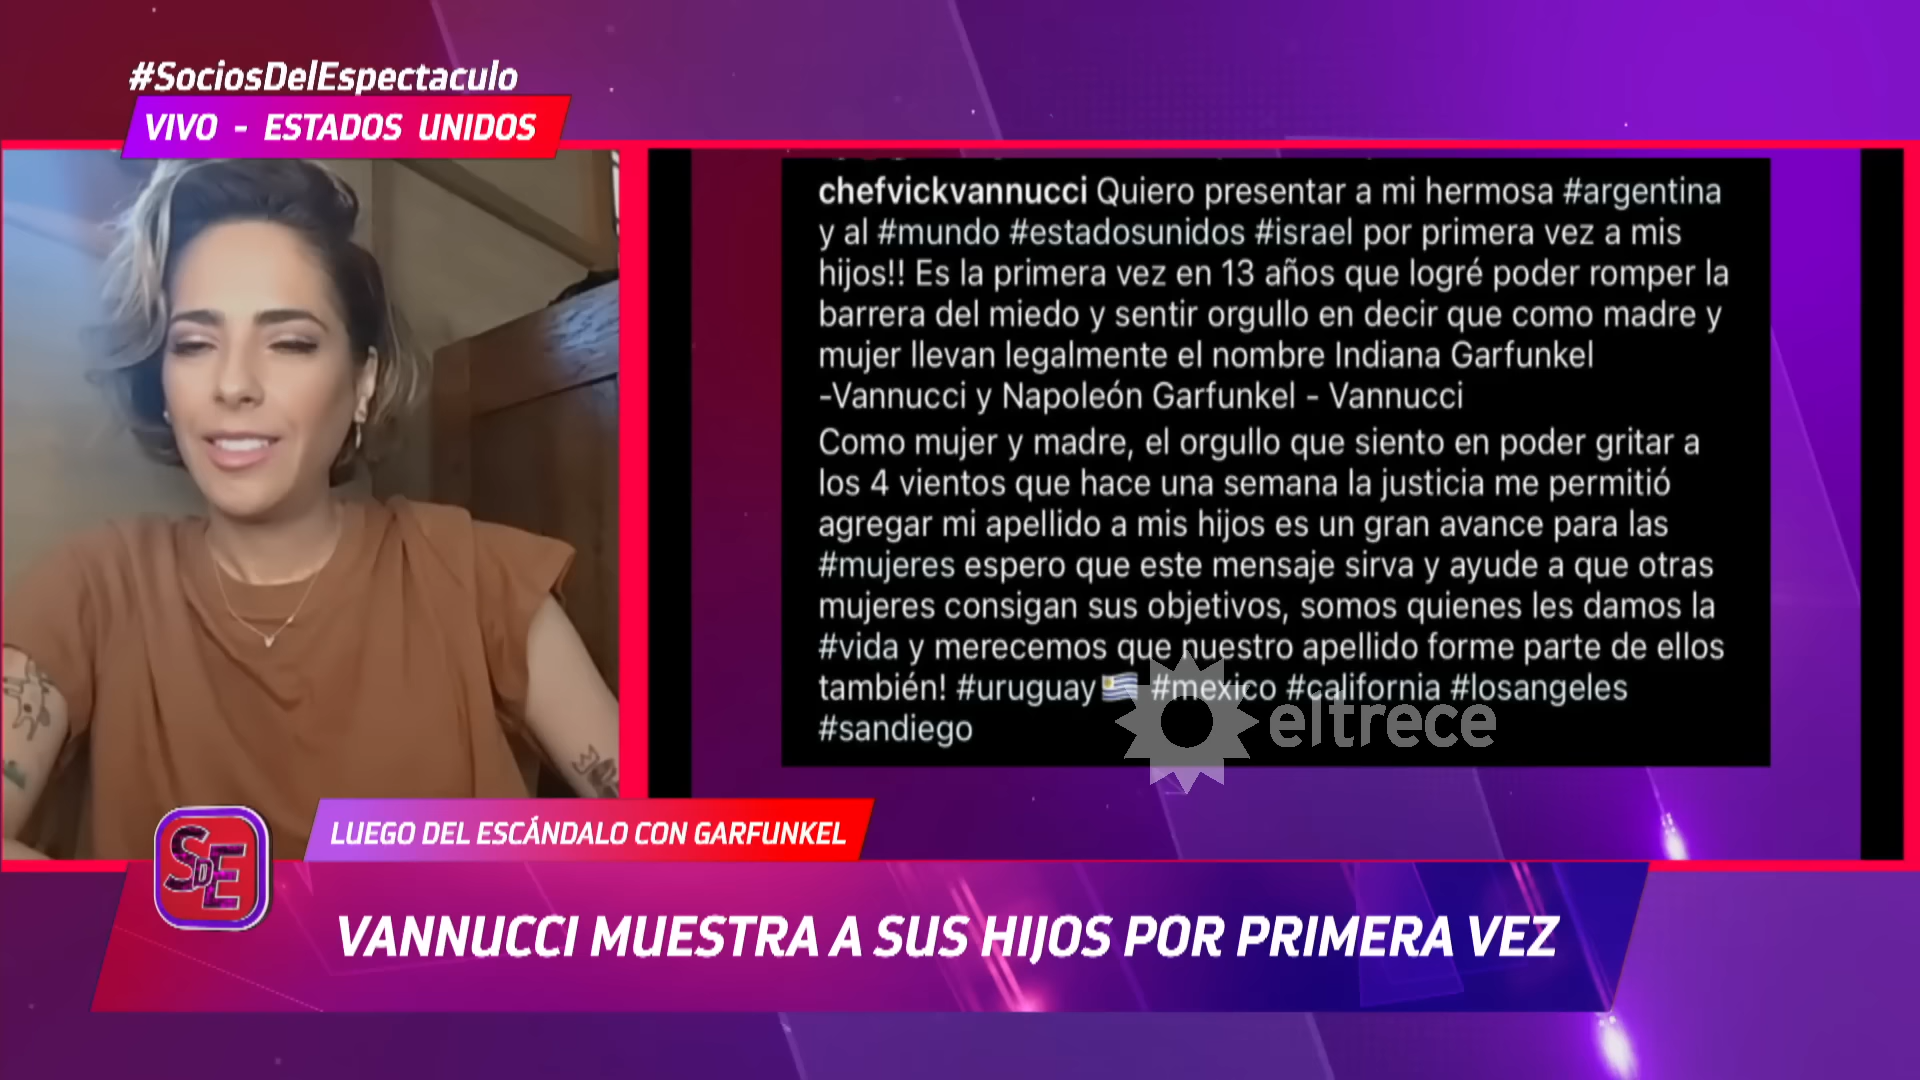 #SociosDelEspectaculo
VIVO - ESTADOS UNIDOS
chefvickvannucci Quiero presentar a mi hermosa #argentina
y al #mundo #estadosunidos #israel por primera vez a mis
hijos!! Es la primera vez en 13 años que logré poder romper la
barrera del miedo y sentir orgullo en decir que como madre y
mujer llevan legalmente el nombre Indiana Garfunkel
-Vannucci y Napoleón Garfunkel - Vannucci
Como mujer y madre, el orgullo que siento en poder gritar a
los 4 vientos que hace una semana la justicia me permitió
agregar mi apellido a mis hijos es un gran avance para las
#mujeres espero que este mensaje sirva y ayude a que otras
mujeres consigan sus objetivos, somos quienes les damos la
#vida y merecemos que nuestro apellido forme parte de ellos
también! #uruguay🇺🇾 #mexico #california #losangeles
#sandiego
eltrece
SDE
LUEGO DEL ESCÁNDALO CON GARFUNKEL
VANNUCCI MUESTRA A SUS HIJOS POR PRIMERA VEZ